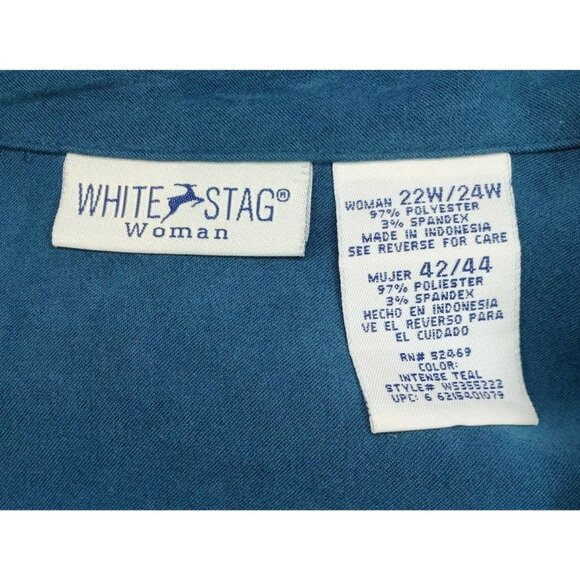 WHITE STAG®
Woman
WOMAN 22W/24W
97% POLYESTER
3% SPANDEX
MADE IN INDONESIA
SEE REVERSE FOR CARE
MUJER 42/44
97% POLIESTER
3% SPANDEX
HECHO EN INDONESIA
VE EL REVERSO PARA
EL CUIDADO
RN# 52469
COLOR:
INTENSE TEAL
STYLE# WS355222
UPC: 6 6215401079